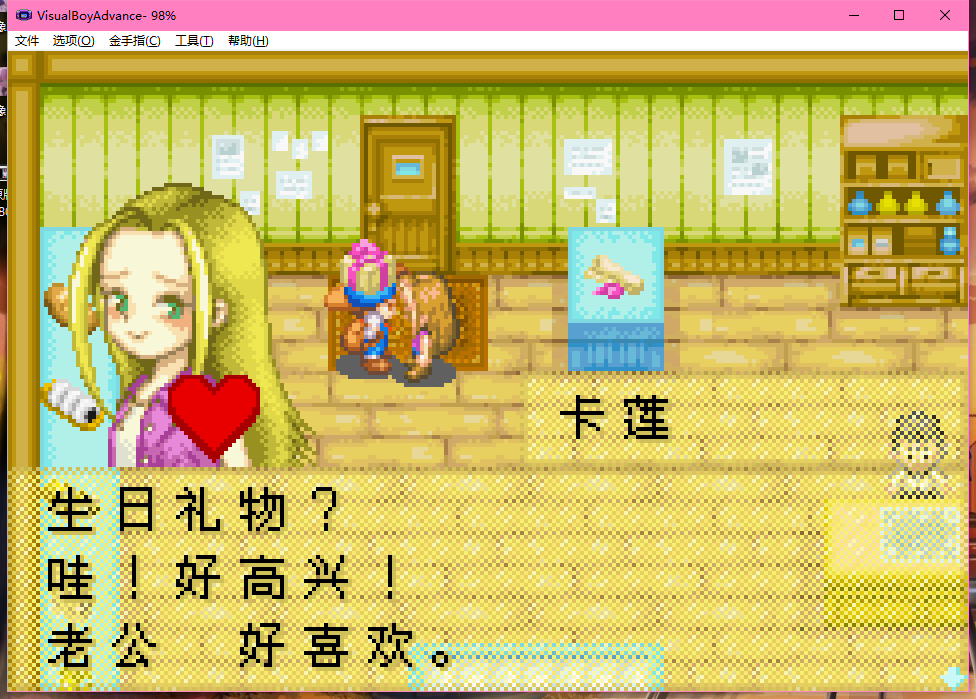 VisualBoyAdvance- 98%
文件 选项(O) 金手指(C) 工具(T) 帮助(H)
卡莲
生日礼物？
哇！好高兴！
老公 好喜欢。